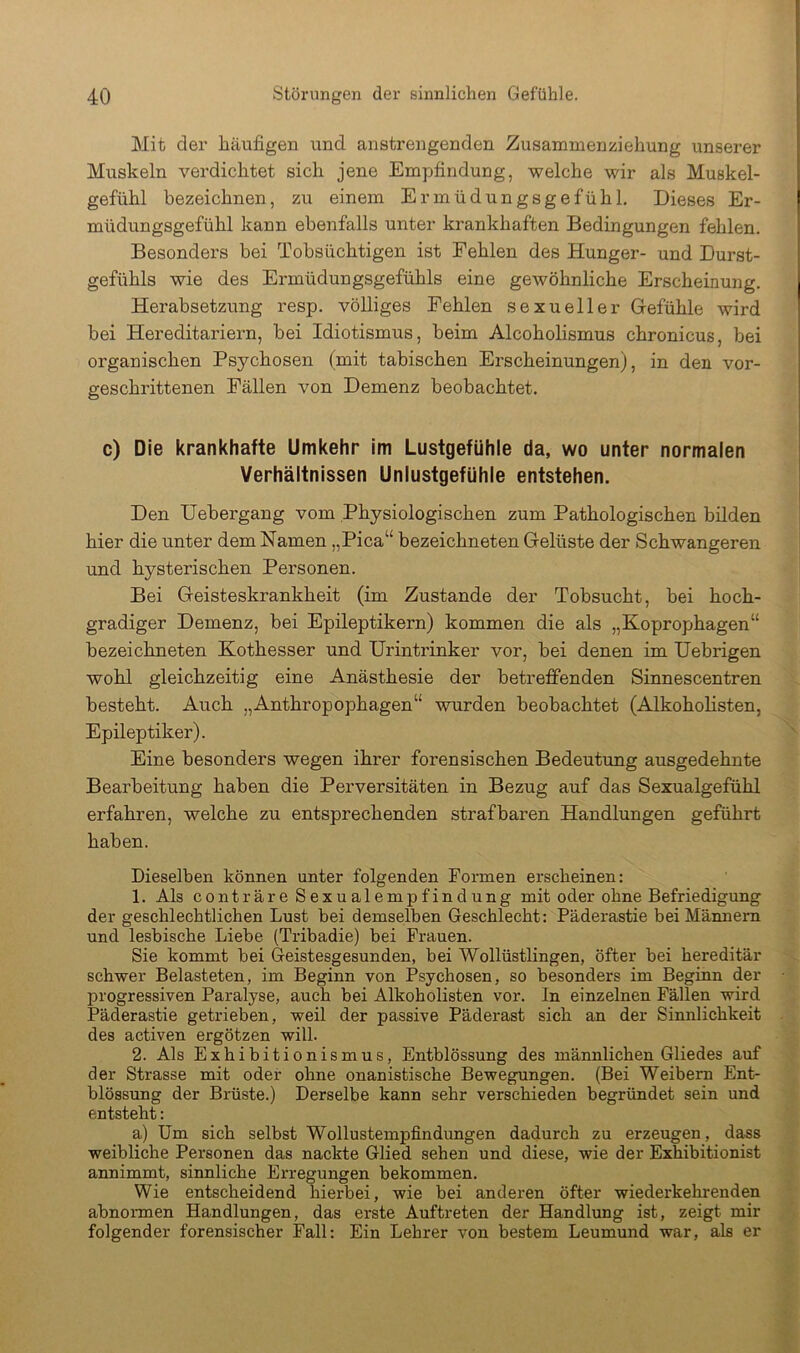 40 Störungen der sinnlichen Gefühle.
Mit der häufigen und anstrengenden Zusammenziehung unserer
Muskeln verdichtet sich jene Empfindung, welche wir als Muskel-
gefühl bezeichnen, zu einem Ermüdungsgefühl. Dieses Er-
müdungsgefühl kann ebenfalls unter krankhaften Bedingungen fehlen.
Besonders bei Tobsüchtigen ist Fehlen des Hunger- und Durst-
gefühls wie des Ermüdungsgefühls eine gewöhnliche Erscheinung.
Herabsetzung resp. völliges Fehlen sexueller Gefühle wird
bei Hereditariern, bei Idiotismus, beim Alcoholismus chronicus, bei
organischen Psychosen (mit tabischen Erscheinungen), in den vor-
geschrittenen Fällen von Demenz beobachtet.
c) Die krankhafte Umkehr im Lustgefühle da, wo unter normalen
Verhältnissen Unlustgefühle entstehen.
Den Uebergang vom Physiologischen zum Pathologischen bilden
hier die unter dem Namen „Pica“ bezeichneten Gelüste der Schwangeren
und hysterischen Personen.
Bei Geisteskrankheit (im Zustande der Tobsucht, bei hoch-
gradiger Demenz, bei Epileptikern) kommen die als „Koprophagen“
bezeichneten Kothesser und Urintrinker vor, bei denen im Uebrigen
wohl gleichzeitig eine Anästhesie der betreffenden Sinnescentren
besteht. Auch „Anthropophagen“ wurden beobachtet (Alkoholisten,
Epileptiker).
Eine besonders wegen ihrer forensischen Bedeutung ausgedehnte
Bearbeitung haben die Perversitäten in Bezug auf das Sexualgefühl
erfahren, welche zu entsprechenden strafbaren Handlungen geführt
haben.
Dieselben können unter folgenden Formen erscheinen:
1. Als conträre Sexualempfindung mit oder ohne Befriedigung
der geschlechtlichen Lust bei demselben Geschlecht: Päderastie bei Männern
und lesbische Liebe (Tribadie) bei Frauen.
Sie kommt bei Geistesgesunden, bei Wollüstlingen, öfter bei hereditär
schwer Belasteten, im Beginn von Psychosen, so besonders im Beginn der
progressiven Paralyse, auch bei Alkoholisten vor. In einzelnen Fällen wird
Päderastie getrieben, weil der passive Päderast sich an der Sinnlichkeit
des activen ergötzen will.
2. Als Exhibitionismus, Entblössung des männlichen Gliedes auf
der Strasse mit oder ohne onanistische Bewegungen. (Bei Weibern Ent-
blössung der Brüste.) Derselbe kann sehr verschieden begründet sein und
entsteht:
a) Um sich selbst Wollustempfindungen dadurch zu erzeugen, dass
weibliche Personen das nackte Glied sehen und diese, wie der Exhibitionist
annimmt, sinnliche Erregungen bekommen.
Wie entscheidend hierbei, wie bei anderen öfter wiederkehrenden
abnormen Handlungen, das erste Auftreten der Handlung ist, zeigt mir
folgender forensischer Fall: Ein Lehrer von bestem Leumund war, als er